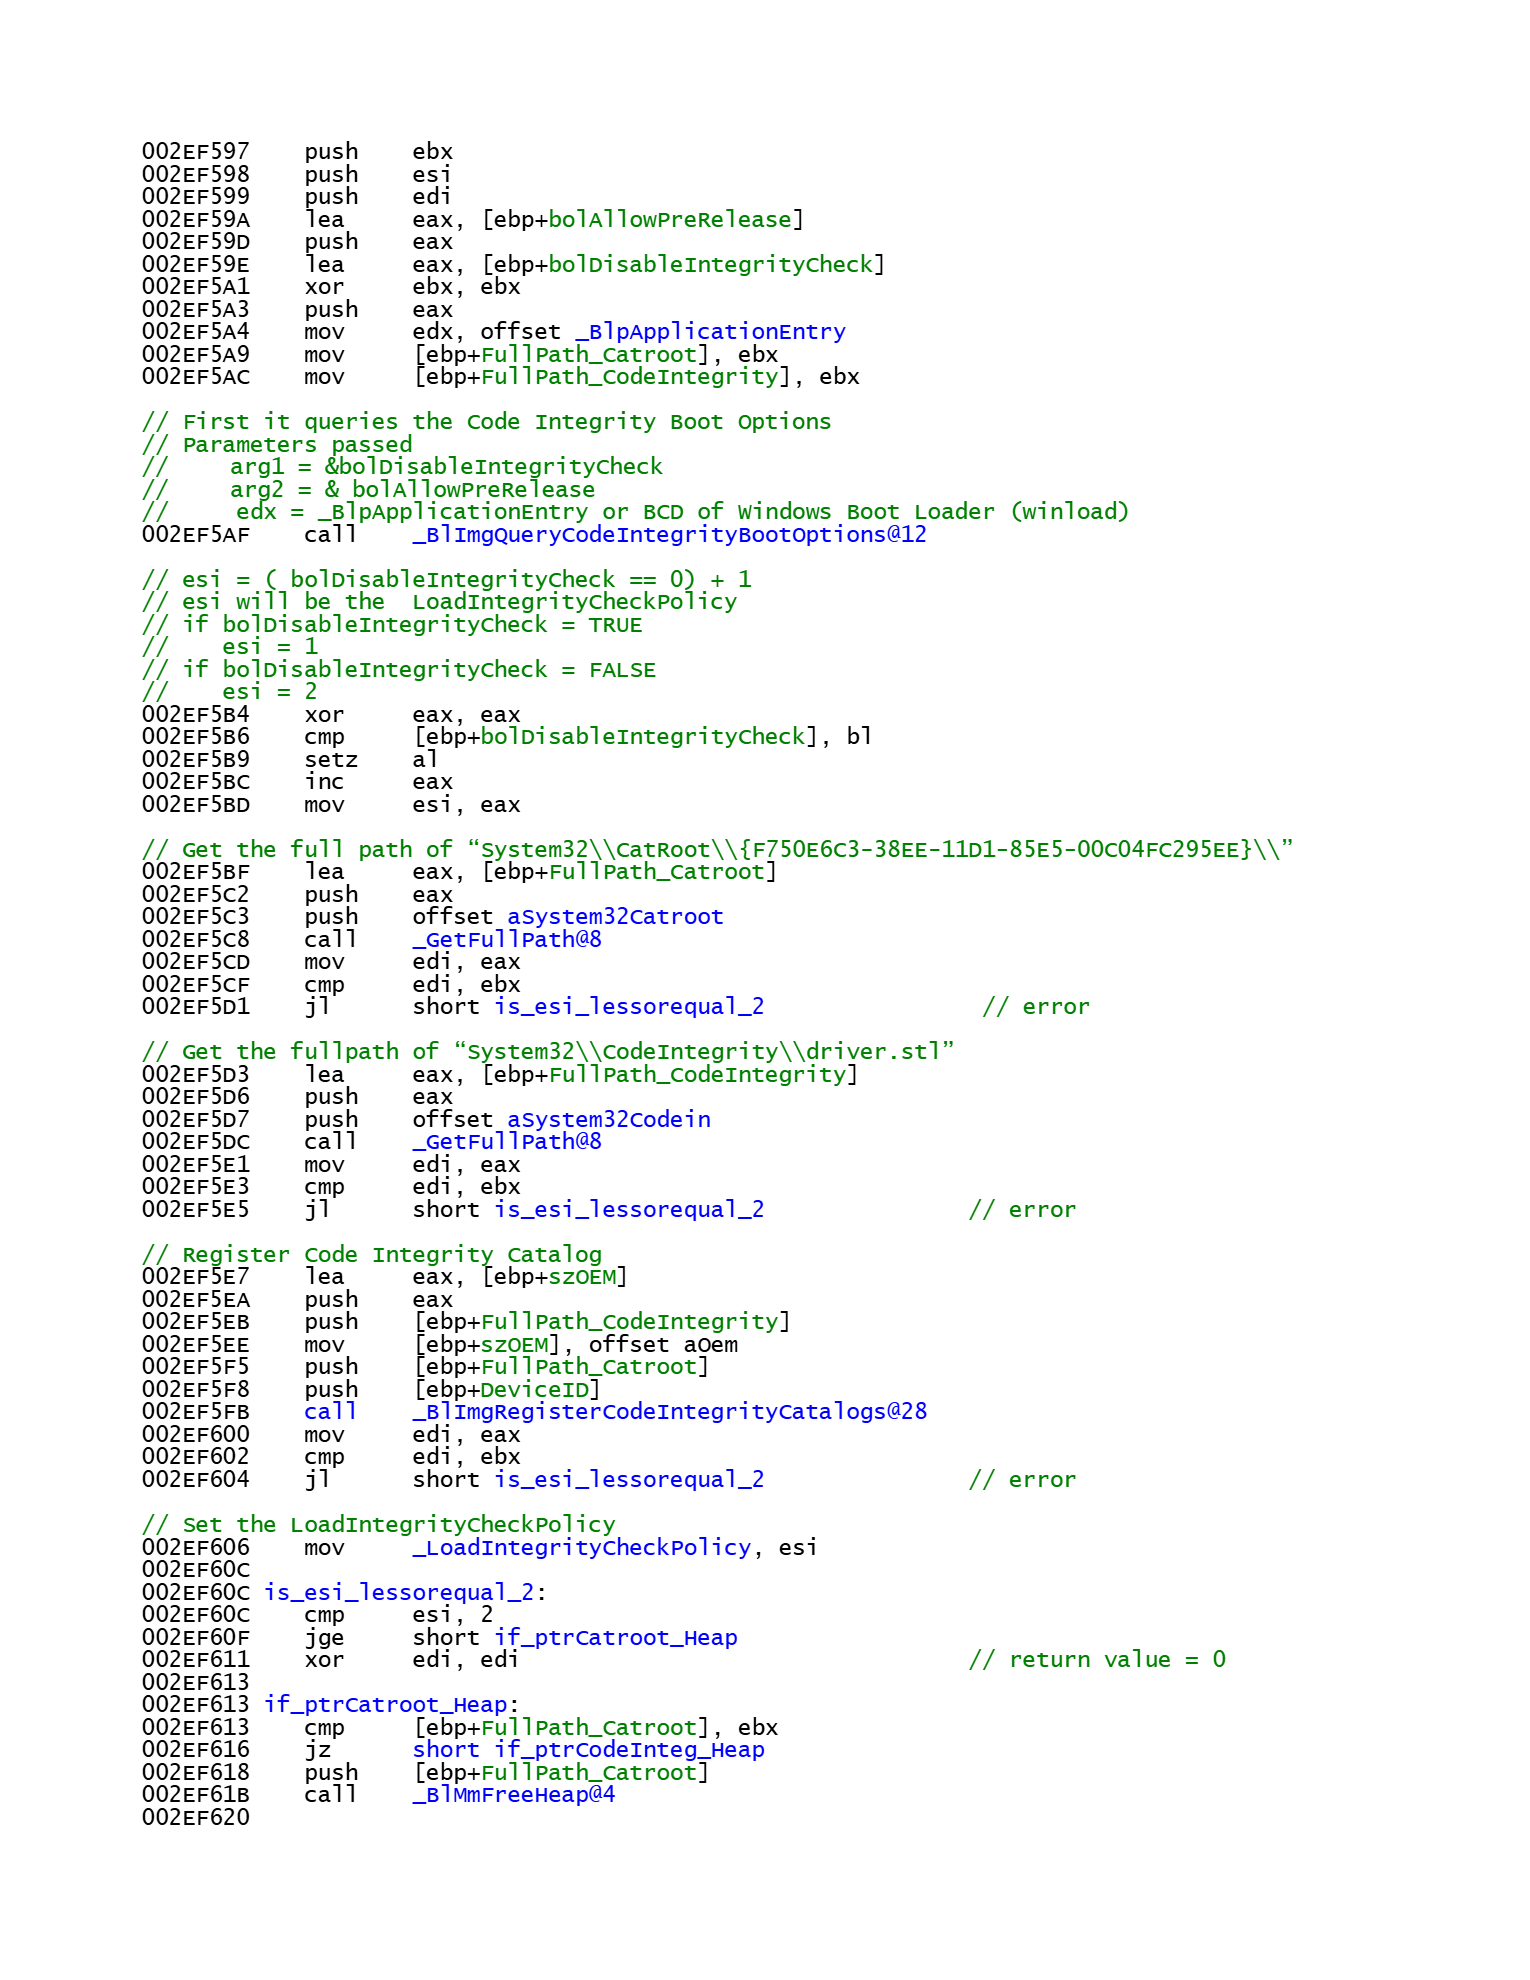 002EF597    push    ebx
002EF598    push    esi
002EF599    push    edi
002EF59A    lea     eax, [ebp+bolAllowPreRelease]
002EF59D    push    eax
002EF59E    lea     eax, [ebp+bolDisableIntegrityCheck]
002EF5A1    xor     ebx, ebx
002EF5A3    push    eax
002EF5A4    mov     edx, offset _BlpApplicationEntry
002EF5A9    mov     [ebp+FullPath_Catroot], ebx
002EF5AC    mov     [ebp+FullPath_CodeIntegrity], ebx
// First it queries the Code Integrity Boot Options
// Parameters passed
//     arg1 = &bolDisableIntegrityCheck
//     arg2 = & bolAllowPreRelease
//     edx = _BlpApplicationEntry or BCD of Windows Boot Loader (winload)
002EF5AF    call    _BlImgQueryCodeIntegrityBootOptions@12
// esi = ( bolDisableIntegrityCheck == 0) + 1
// esi will be the  LoadIntegrityCheckPolicy
// if bolDisableIntegrityCheck = TRUE
//    esi = 1
// if bolDisableIntegrityCheck = FALSE
//    esi = 2
002EF5B4    xor     eax, eax
002EF5B6    cmp     [ebp+bolDisableIntegrityCheck], bl
002EF5B9    setz    al
002EF5BC    inc     eax
002EF5BD    mov     esi, eax
// Get the full path of “System32\\CatRoot\\{F750E6C3-38EE-11D1-85E5-00C04FC295EE}\\”
002EF5BF    lea     eax, [ebp+FullPath_Catroot]
002EF5C2    push    eax
002EF5C3    push    offset aSystem32Catroot
002EF5C8    call    _GetFullPath@8
002EF5CD    mov     edi, eax
002EF5CF    cmp     edi, ebx
002EF5D1    jl      short is_esi_lessorequal_2                // error
// Get the fullpath of “System32\\CodeIntegrity\\driver.stl”
002EF5D3    lea     eax, [ebp+FullPath_CodeIntegrity]
002EF5D6    push    eax
002EF5D7    push    offset aSystem32Codein
002EF5DC    call    _GetFullPath@8
002EF5E1    mov     edi, eax
002EF5E3    cmp     edi, ebx
002EF5E5    jl      short is_esi_lessorequal_2               // error
// Register Code Integrity Catalog
002EF5E7    lea     eax, [ebp+szOEM]
002EF5EA    push    eax
002EF5EB    push    [ebp+FullPath_CodeIntegrity]
002EF5EE    mov     [ebp+szOEM], offset aOem
002EF5F5    push    [ebp+FullPath_Catroot]
002EF5F8    push    [ebp+DeviceID]
002EF5FB    call    _BlImgRegisterCodeIntegrityCatalogs@28
002EF600    mov     edi, eax
002EF602    cmp     edi, ebx
002EF604    jl      short is_esi_lessorequal_2               // error
// Set the LoadIntegrityCheckPolicy
002EF606    mov     _LoadIntegrityCheckPolicy, esi
002EF60C
002EF60C is_esi_lessorequal_2:
002EF60C    cmp     esi, 2
002EF60F    jge     short if_ptrCatroot_Heap
002EF611    xor     edi, edi                                 // return value = 0
002EF613
002EF613 if_ptrCatroot_Heap:
002EF613    cmp     [ebp+FullPath_Catroot], ebx
002EF616    jz      short if_ptrCodeInteg_Heap
002EF618    push    [ebp+FullPath_Catroot]
002EF61B    call    _BlMmFreeHeap@4
002EF620